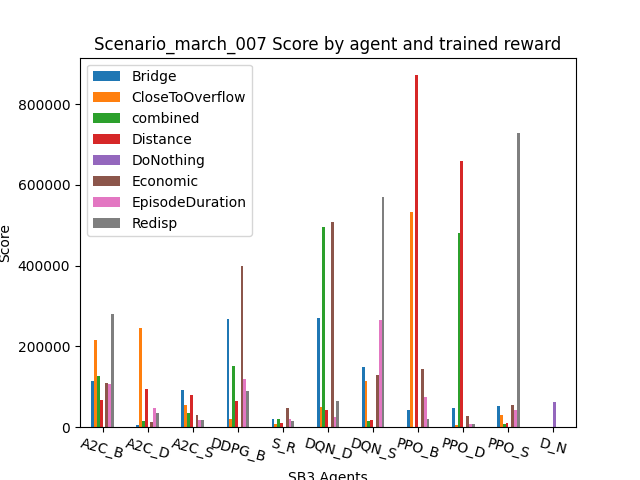 Scenario_march_007 Score by agent and trained reward
Bridge
CloseToOverflow
combined
Distance
DoNothing
Economic
EpisodeDuration
Redisp
800000
600000
400000
200000
0
Score
A2C_B
A2C_D
A2C_S
DDPG_B
S_R
DQN_D
DQN_S
PPO_B
PPO_D
PPO_S
D_N
SB3 Agents